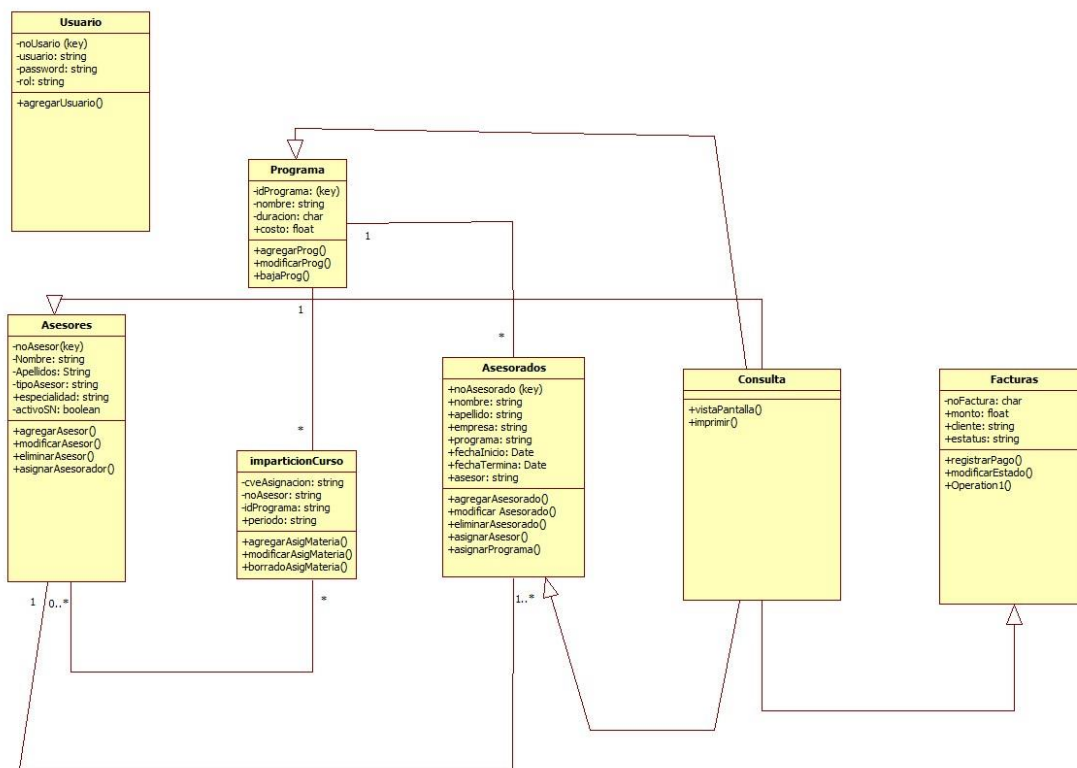 Usuario
-noUsario (key)
-usuario: string
-password: string
-rol: string
+agregarUsuario()
Programa
-idPrograma: (key)
-nombre: string
-duracion: char
+costo: float
+agregarProg()
+modificarProg()
+bajaProg()
1
1
*
*
Asesores
-noAsesor(key)
-Nombre: string
-Apellidos: String
-tipoAsesor: string
+especialidad: string
-activoSN: boolean
+agregarAsesor()
+modificarAsesor()
+eliminarAsesor()
+asignarAsesorador()
1
0..*
imparticionCurso
-cveAsignacion: string
-noAsesor: string
-idPrograma: string
+periodo: string
+agregarAsigMateria()
+modificarAsigMateria()
+borradoAsigMateria()
*
Asesorados
+noAsesorado (key)
+nombre: string
+apellido: string
+empresa: string
+programa: string
+fechaInicio: Date
+fechaTermina: Date
+asesor: string
+agregarAsesorado()
+modificar Asesorado()
+eliminarAsesorado()
+asignarAsesor()
+asignarPrograma()
1..*
Consulta
+vistaPantalla()
+imprimir()
Facturas
-noFactura: char
+monto: float
+cliente: string
+estatus: string
+registrarPago()
+modificarEstado()
+Operation1()